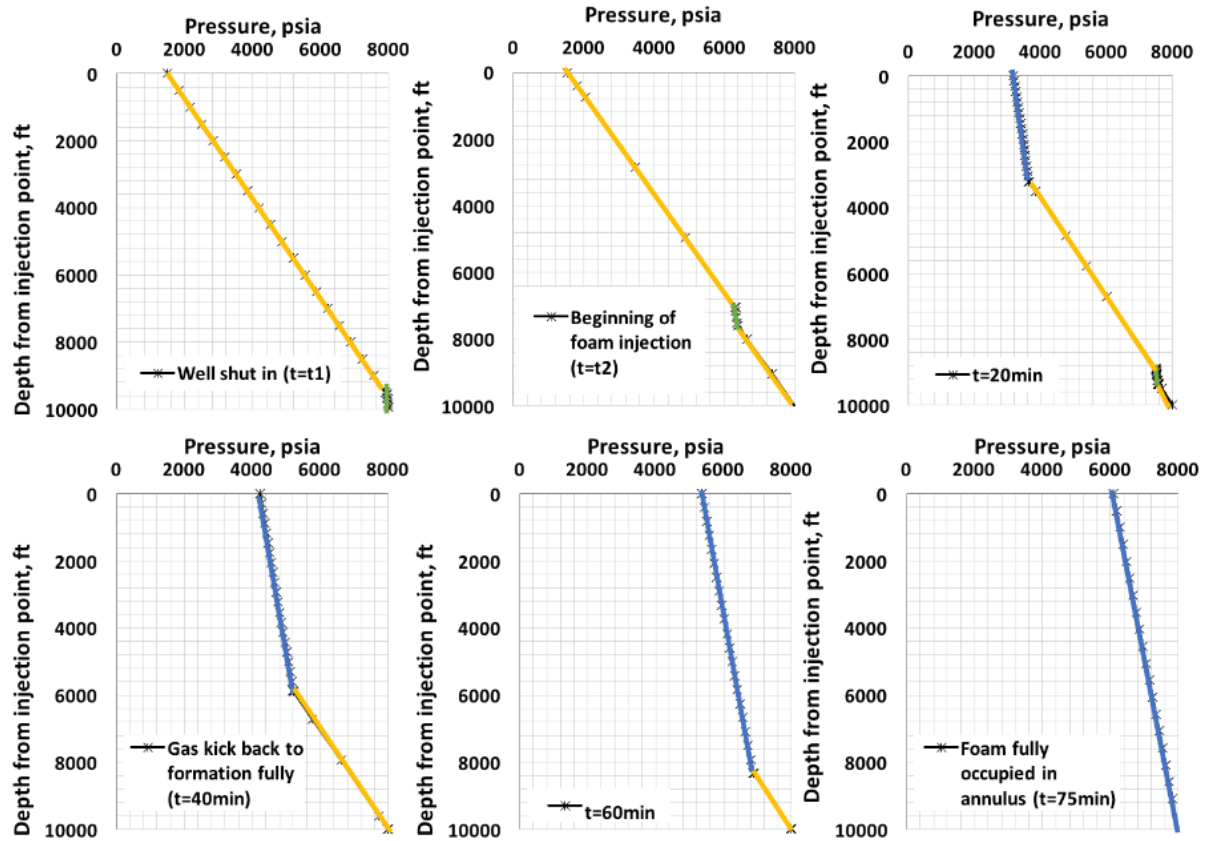 Pressure, psia
0 2000 4000 6000 8000
Depth from injection point, ft
0
2000
4000
6000
8000
10000
Well shut in (t=t1)
Pressure, psia
0 2000 4000 6000 8000
Depth from injection point, ft
0
2000
4000
6000
8000
10000
Beginning of
foam injection
(t=t2)
Pressure, psia
0 2000 4000 6000 8000
Depth from injection point, ft
0
2000
4000
6000
8000
10000
t=20min
Pressure, psia
0 2000 4000 6000 8000
Depth from injection point, ft
0
2000
4000
6000
8000
10000
Gas kick back to
formation fully
(t=40min)
Pressure, psia
0 2000 4000 6000 8000
Depth from injection point, ft
0
2000
4000
6000
8000
10000
t=60min
Pressure, psia
0 2000 4000 6000 8000
Depth from injection point, ft
0
2000
4000
6000
8000
10000
Foam fully
occupied in
annulus (t=75min)